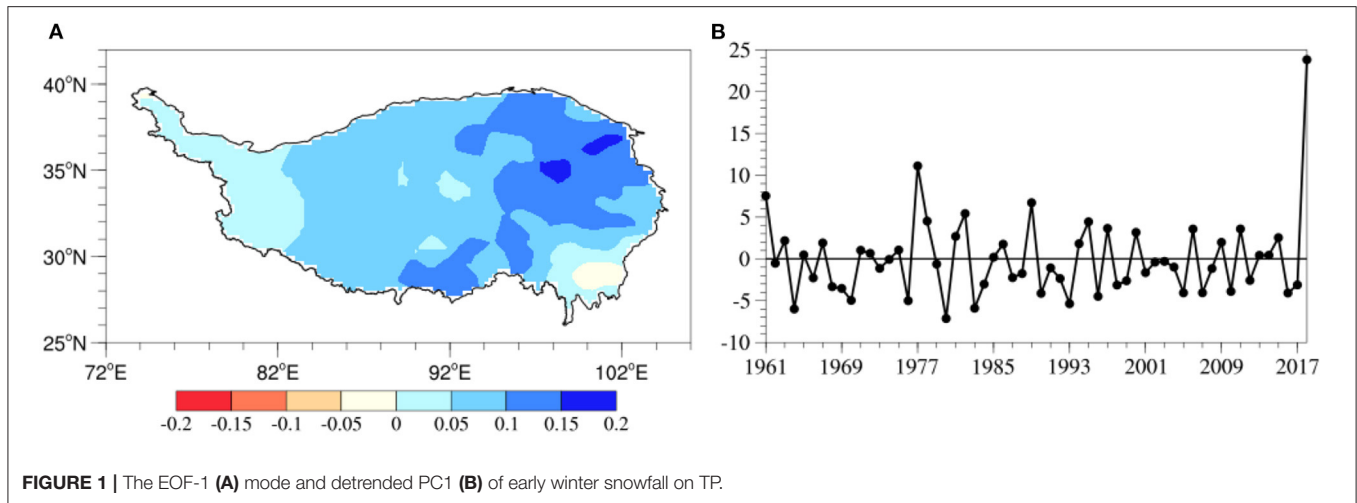 A
40°N
35°N
30°N
25°N
72°E 82°E 92°E 102°E
-0.2 -0.15 -0.1 -0.05 0 0.05 0.1 0.15 0.2
B
25
20
15
10
5
0
-5
-10
1961 1969 1977 1985 1993 2001 2009 2017
FIGURE 1 | The EOF-1 (A) mode and detrended PC1 (B) of early winter snowfall on TP.